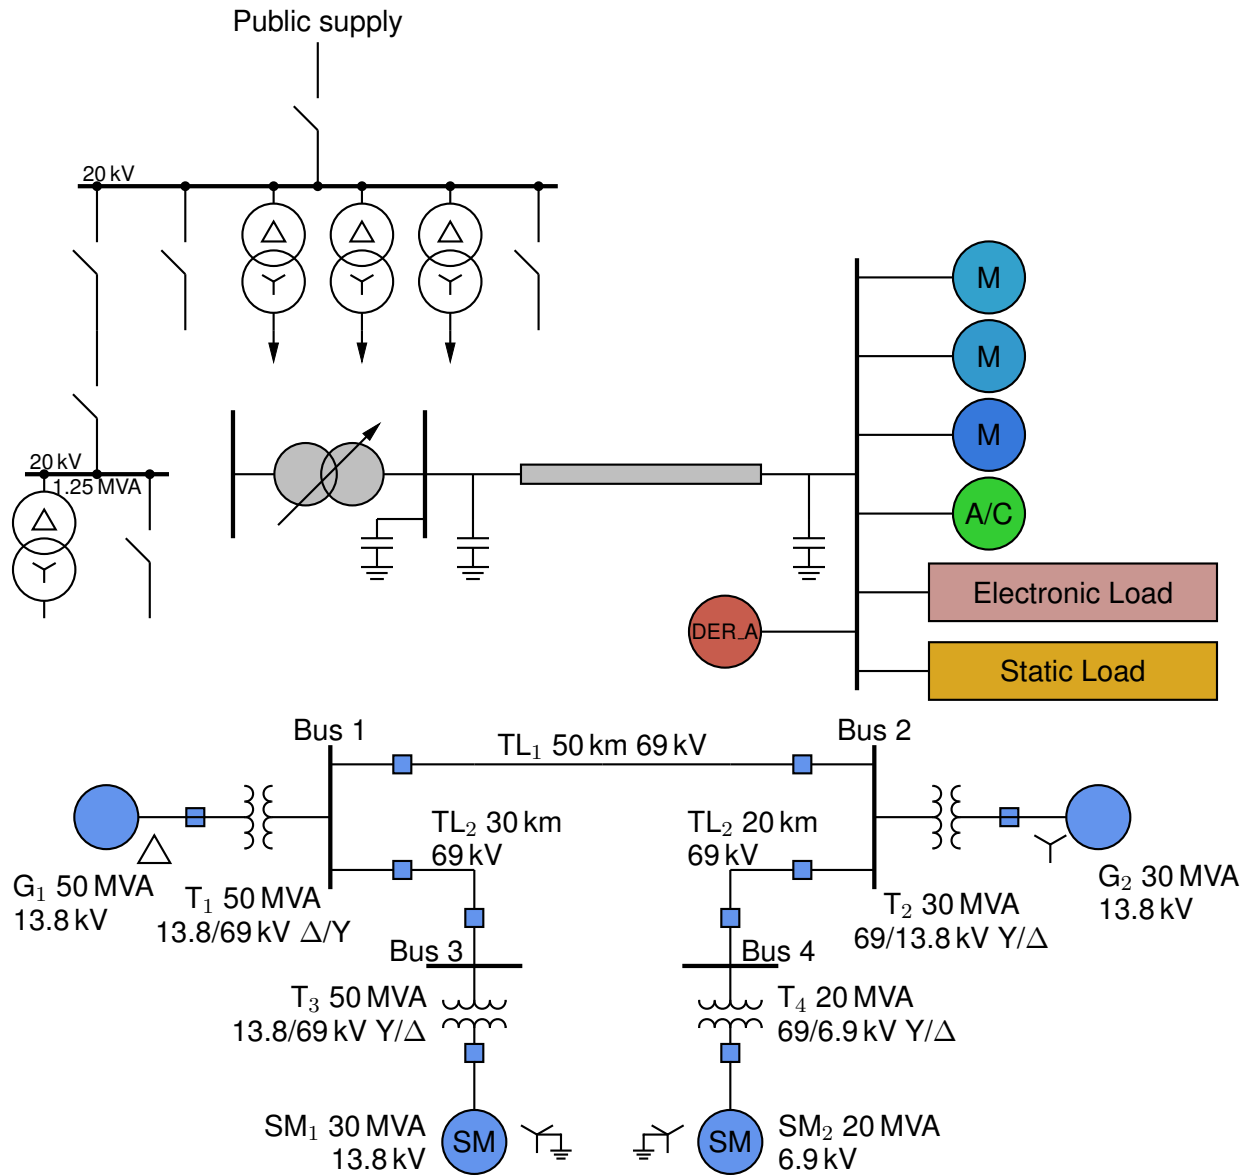 Public supply
20 kV
M
M
M
A/C
Electronic Load
Static Load
DER_A
20 kV
1.25 MVA
Bus 1
Bus 2
TL₁ 50 km 69 kV
TL₂ 30 km
69 kV
TL₂ 20 km
69 kV
G₁ 50 MVA
13.8 kV
T₁ 50 MVA
13.8/69 kV Δ/Y
T₂ 30 MVA
69/13.8 kV Y/Δ
G₂ 30 MVA
13.8 kV
Bus 3
Bus 4
T₃ 50 MVA
13.8/69 kV Y/Δ
T₄ 20 MVA
69/6.9 kV Y/Δ
SM₁ 30 MVA
13.8 kV
SM
SM
SM₂ 20 MVA
6.9 kV